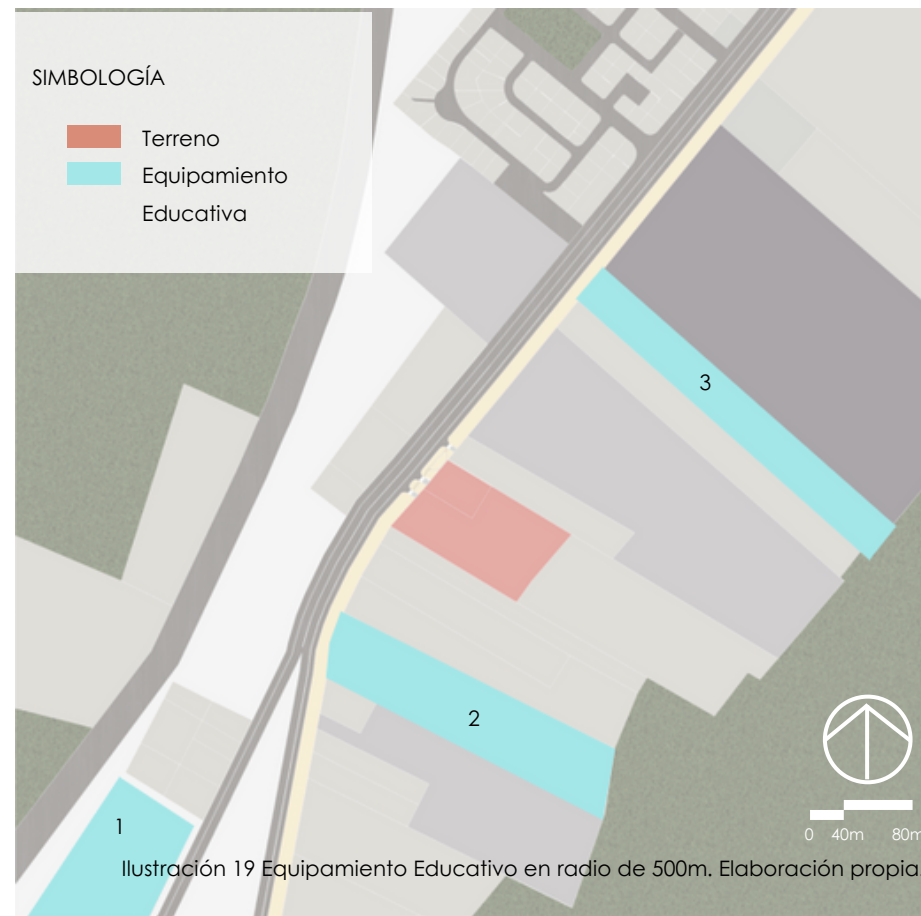 SIMBOLOGÍA
Terreno
Equipamiento
Educativa
3
2
1
0 40m 80m
Ilustración 19 Equipamiento Educativo en radio de 500m. Elaboración propia